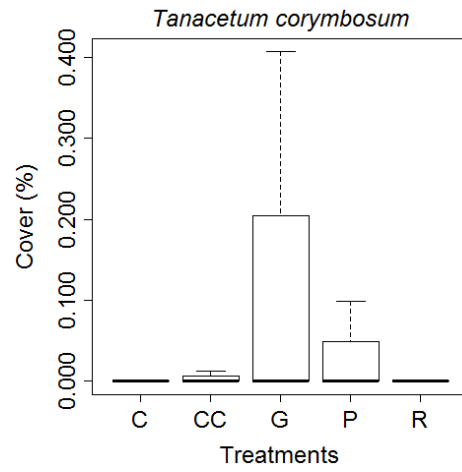 Tanacetum corymbosum
Cover (%)
0.400
0.300
0.200
0.100
0.000
C CC G P R
Treatments